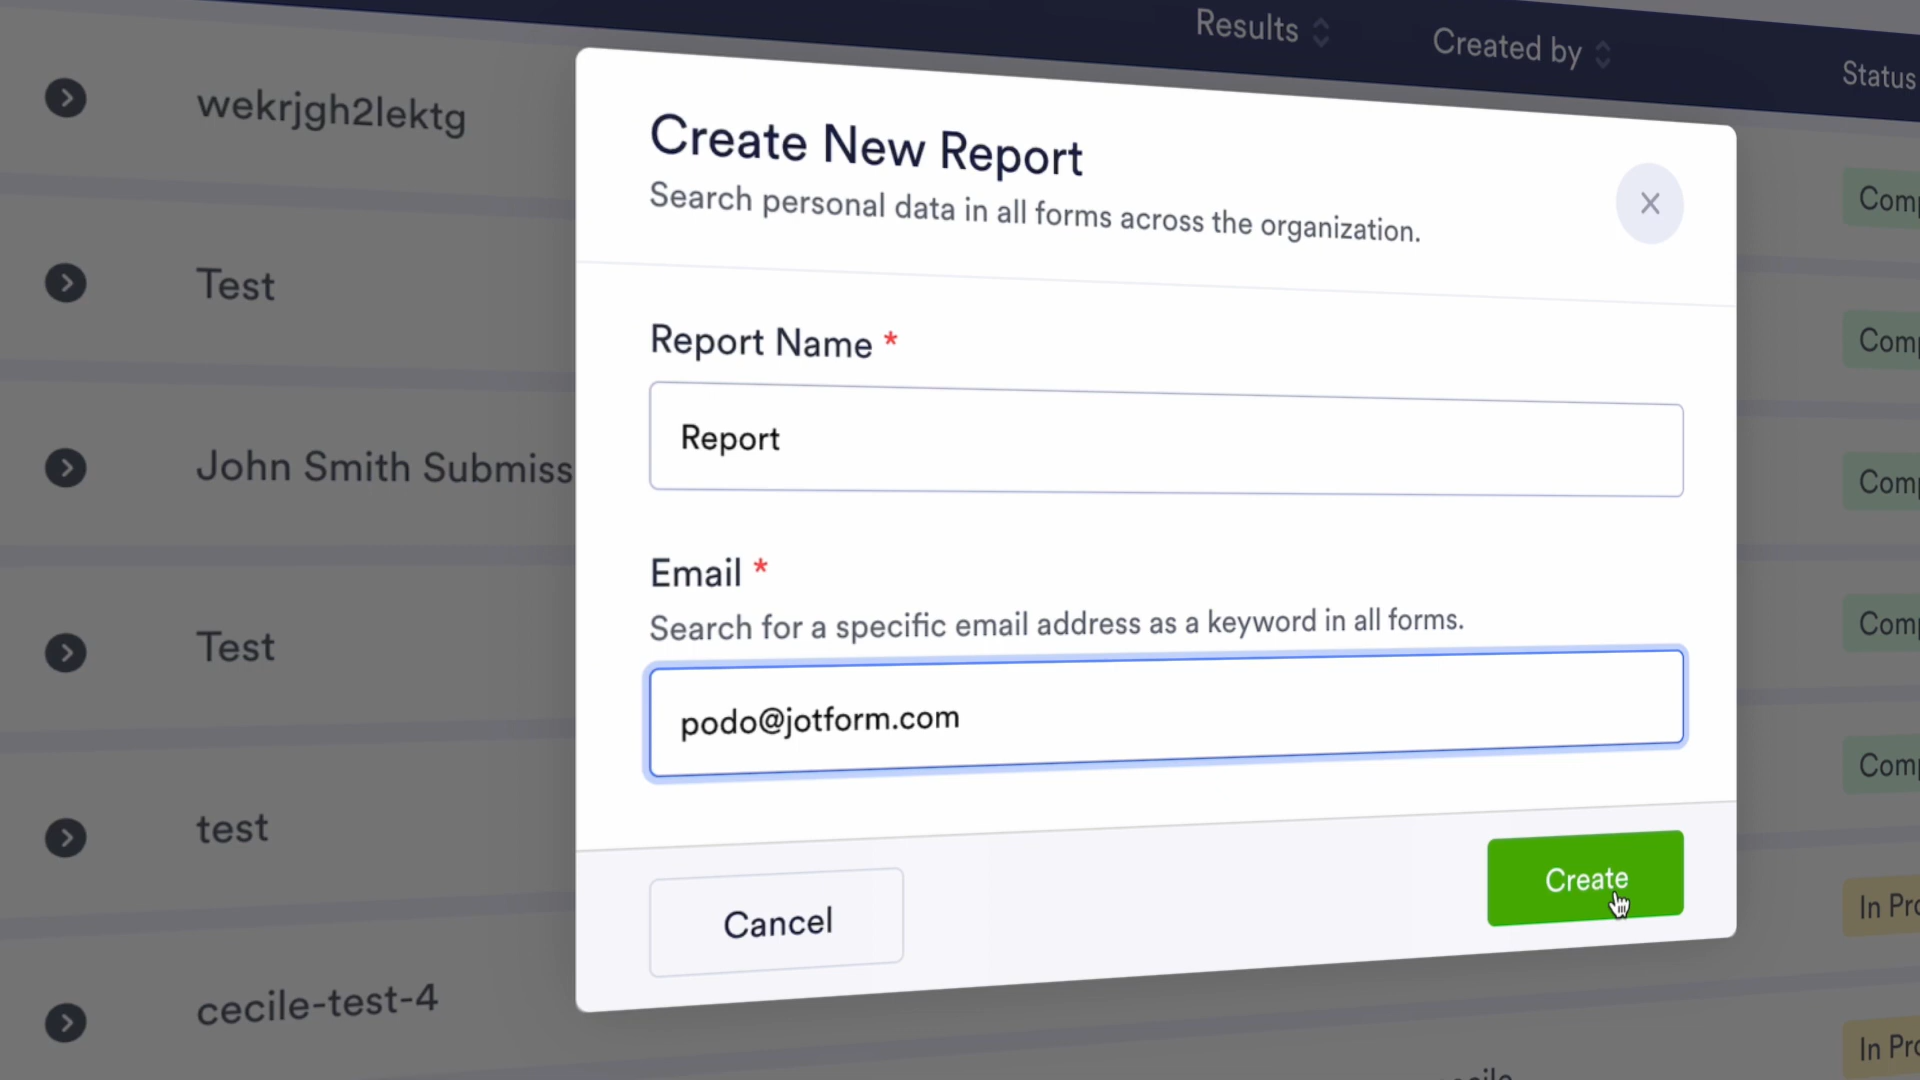 Results
Created by
Status
wekrjgh2lektg
Test
John Smith Submiss
Test
test
cecile-test-4
Create New Report
Search personal data in all forms across the organization.
Report Name *
Report
Email *
Search for a specific email address as a keyword in all forms.
podo@jotform.com
Cancel
Create
Comp
Comp
Comp
Comp
Comp
In Pro
In Pro